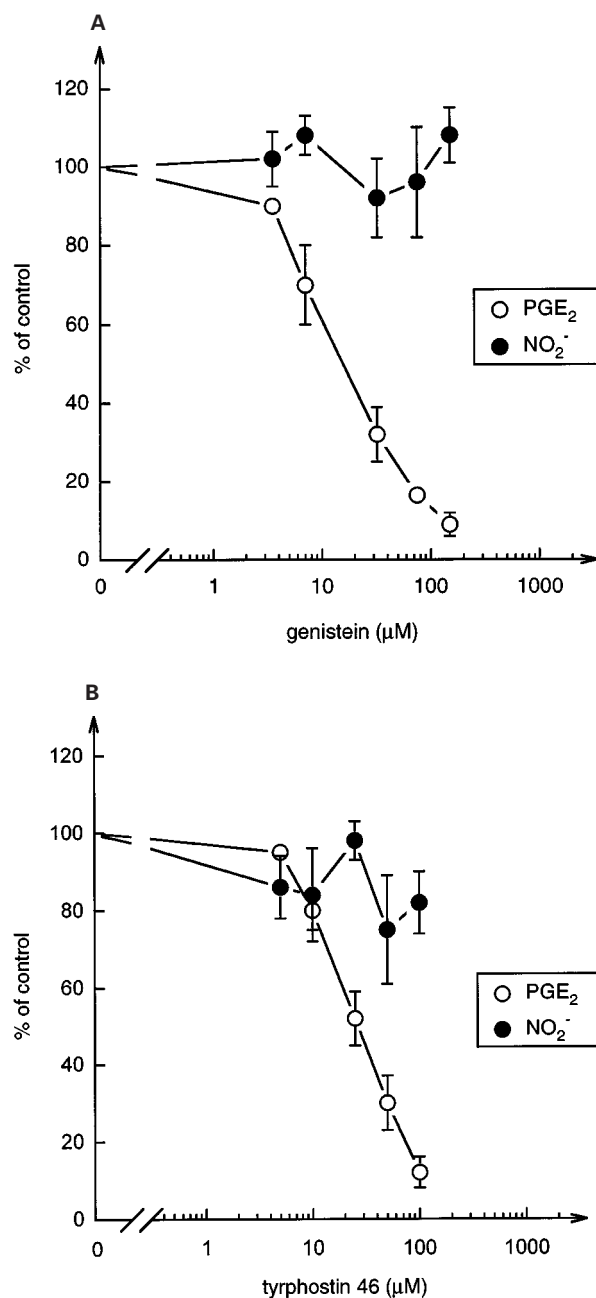 A
120
100
80
60
40
20
0
% of control
PGE₂
NO₂⁻
0 1 10 100 1000
genistein (μM)
B
120
100
80
60
40
20
0
% of control
PGE₂
NO₂⁻
0 1 10 100 1000
tyrphostin 46 (μM)